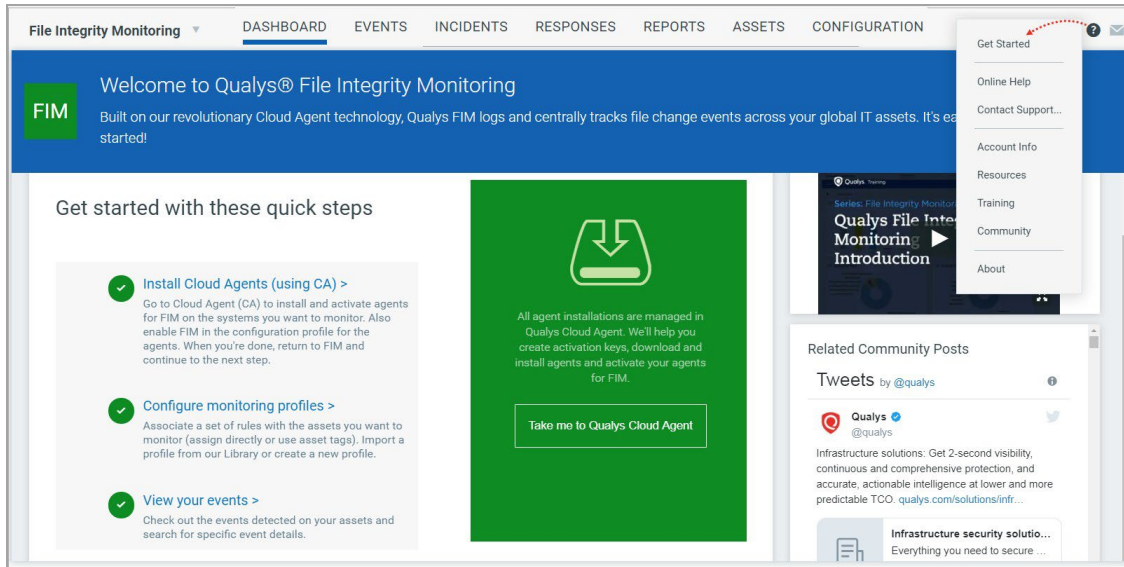 File Integrity Monitoring
DASHBOARD
EVENTS
INCIDENTS
RESPONSES
REPORTS
ASSETS
CONFIGURATION
?
Get Started
Online Help
Contact Support...
Account Info
Resources
Training
Community
About
FIM
Welcome to Qualys® File Integrity Monitoring
Built on our revolutionary Cloud Agent technology, Qualys FIM logs and centrally tracks file change events across your global IT assets. It's
started!
Get started with these quick steps
Install Cloud Agents (using CA) >
Go to Cloud Agent (CA) to install and activate agents
for FIM on the systems you want to monitor. Also
enable FIM in the configuration profile for the
agents. When you're done, return to FIM and
continue to the next step.
Configure monitoring profiles >
Associate a set of rules with the assets you want to
monitor (assign directly or use asset tags). Import a
profile from our Library or create a new profile.
View your events >
Check out the events detected on your assets and
search for specific event details.
All agent installations are managed in
Qualys Cloud Agent. We'll help you
create activation keys, download and
install agents and activate your agents
for FIM.
Take me to Qualys Cloud Agent
Qualys. Training
Series: File Integrity
Qualys File
Monitoring
Introduction
Related Community Posts
Tweets by @qualys
Qualys
@qualys
Infrastructure solutions: Get 2-second visibility,
continuous and comprehensive protection, and
accurate, actionable intelligence at lower and more
predictable TCO. qualys.com/solutions/infr...
Infrastructure security solutio...
Everything you need to secure ...